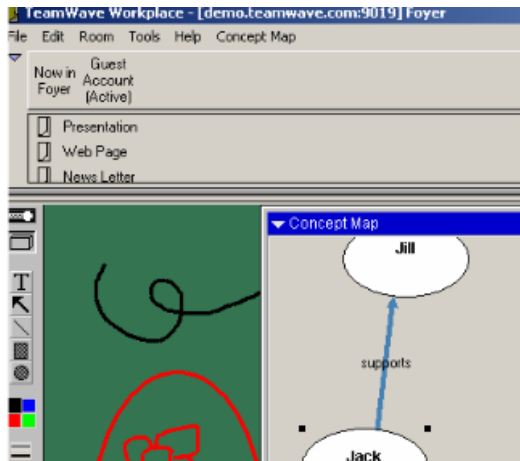 TeamWave Workplace - [demo.teamwave.com:9019] Foyer
File Edit Room Tools Help Concept Map
Now in Foyer
Guest Account (Active)
Presentation
Web Page
News Letter
T
Concept Map
Jill
supports
Jack